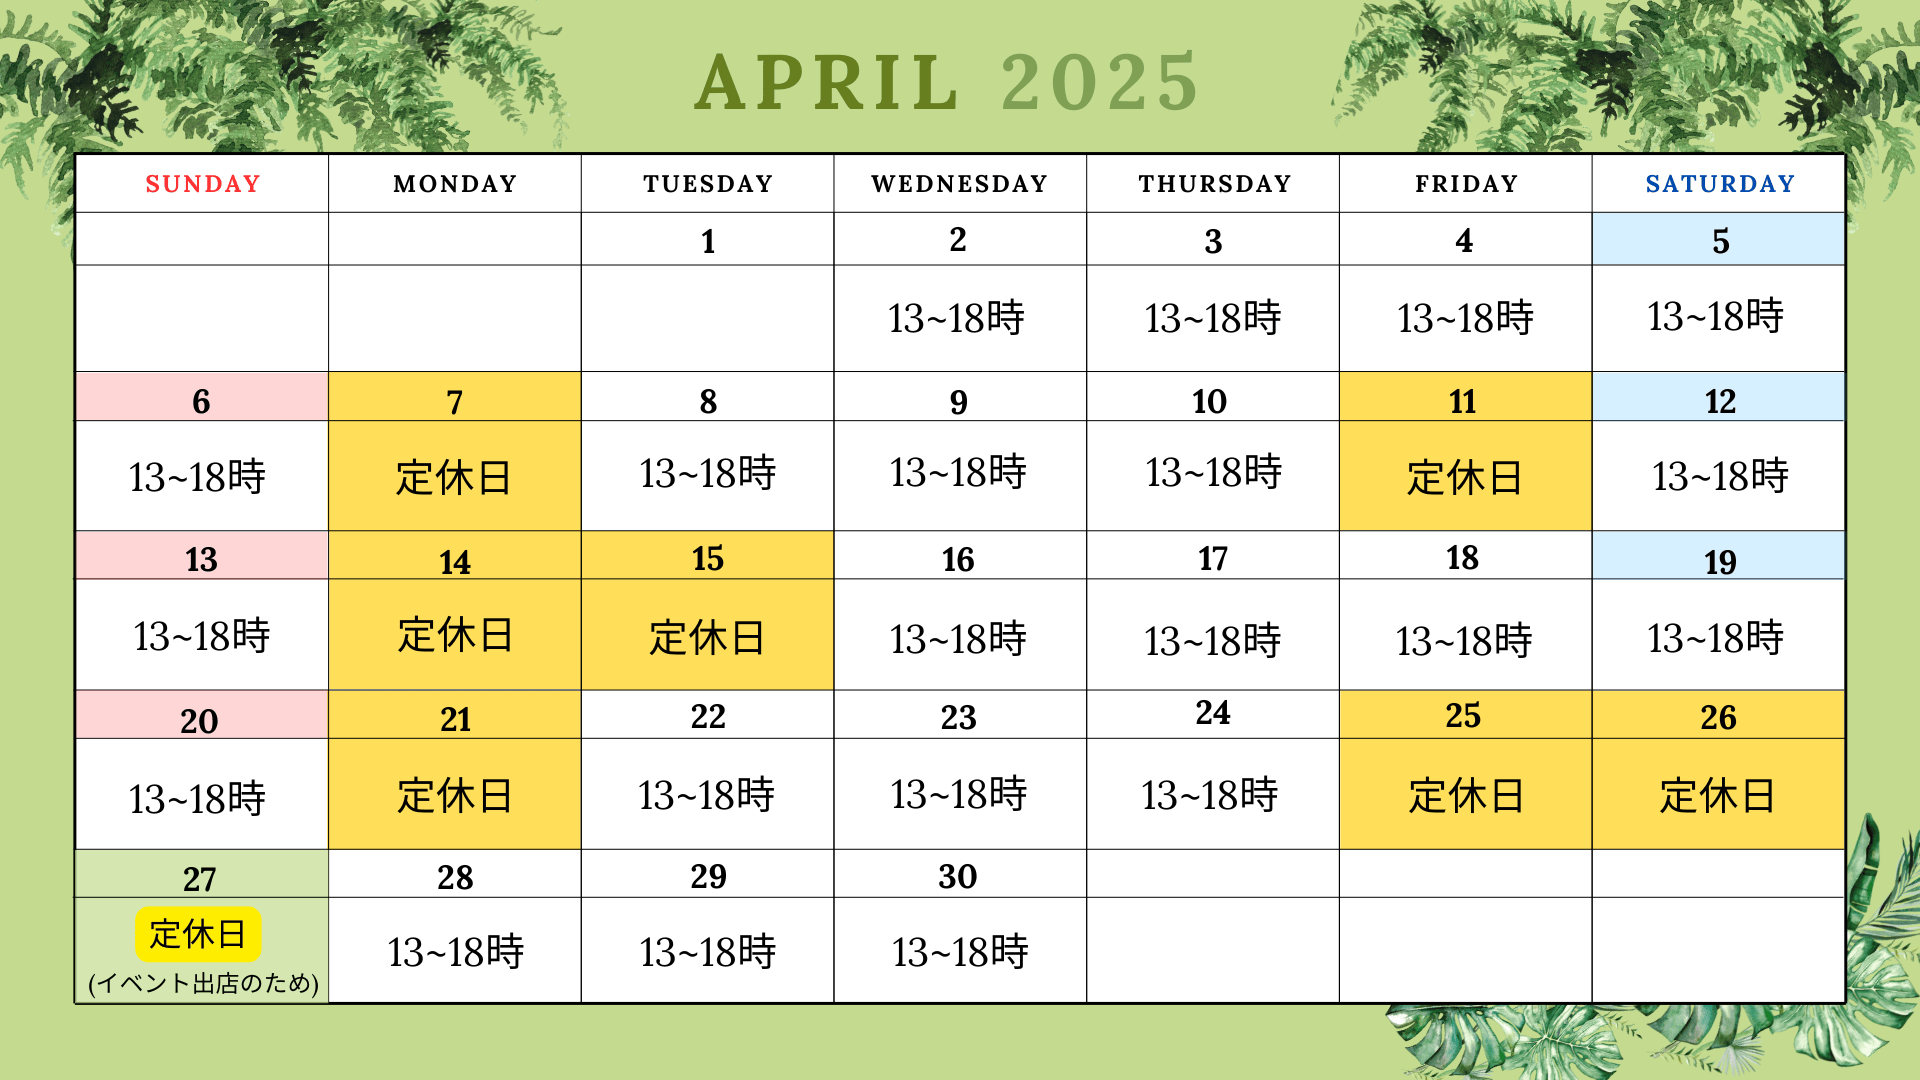 APRIL 2025
SUNDAY MONDAY TUESDAY WEDNESDAY THURSDAY FRIDAY SATURDAY
1 2 3 4 5
13~18時 13~18時 13~18時 13~18時
6 7 8 9 10 11 12
13~18時 定休日 13~18時 13~18時 13~18時 定休日 13~18時
13 14 15 16 17 18 19
13~18時 定休日 定休日 13~18時 13~18時 13~18時 13~18時
20 21 22 23 24 25 26
13~18時 定休日 13~18時 13~18時 13~18時 定休日 定休日
27 28 29 30
定休日 13~18時 13~18時 13~18時
(イベント出店のため)